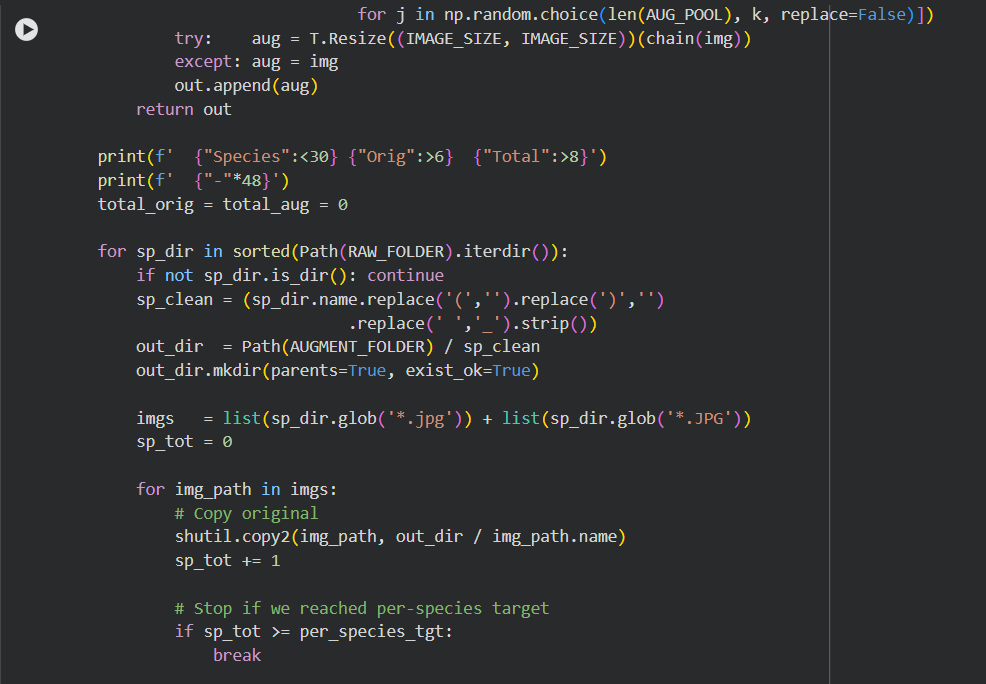 for j in np.random.choice(len(AUG_POOL), k, replace=False)])
try:    aug = T.Resize((IMAGE_SIZE, IMAGE_SIZE))(chain(img))
except: aug = img
out.append(aug)
return out
print(f'  {"Species":<30} {"Orig":>6}  {"Total":>8}')
print(f'  {"-"*48}')
total_orig = total_aug = 0
for sp_dir in sorted(Path(RAW_FOLDER).iterdir()):
if not sp_dir.is_dir(): continue
sp_clean = (sp_dir.name.replace('(','').replace(')','')
.replace(' ','_').strip())
out_dir  = Path(AUGMENT_FOLDER) / sp_clean
out_dir.mkdir(parents=True, exist_ok=True)
imgs   = list(sp_dir.glob('*.jpg')) + list(sp_dir.glob('*.JPG'))
sp_tot = 0
for img_path in imgs:
# Copy original
shutil.copy2(img_path, out_dir / img_path.name)
sp_tot += 1
# Stop if we reached per-species target
if sp_tot >= per_species_tgt:
break